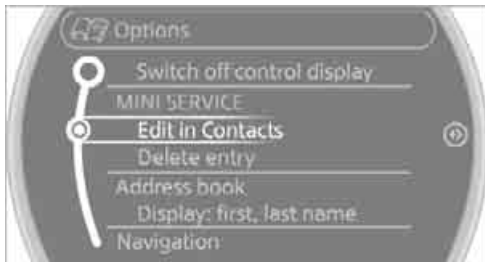 Options
Switch off control display
MINI SERVICE
Edit in Contacts
Delete entry
Address book
Display: first, last name
Navigation